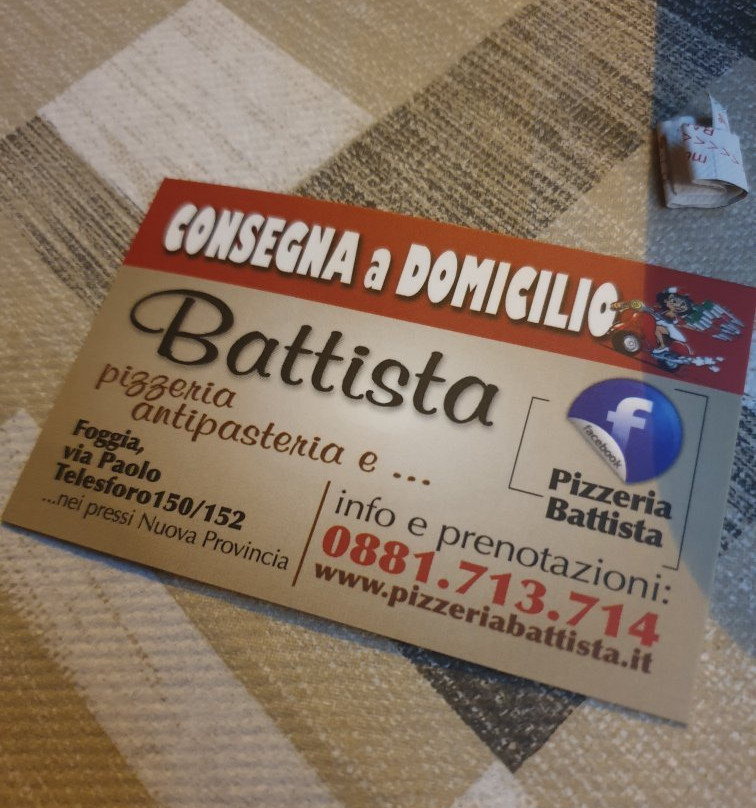 CONSEGNA a DOMICILIO
Battista
pizzeria
antipasteria e ...
facebook
Pizzeria
Battista
Foggia,
via Paolo
Telesforo150/152
...nei pressi Nuova Provincia
info e prenotazioni:
0881.713.714
www.pizzeriabattista.it